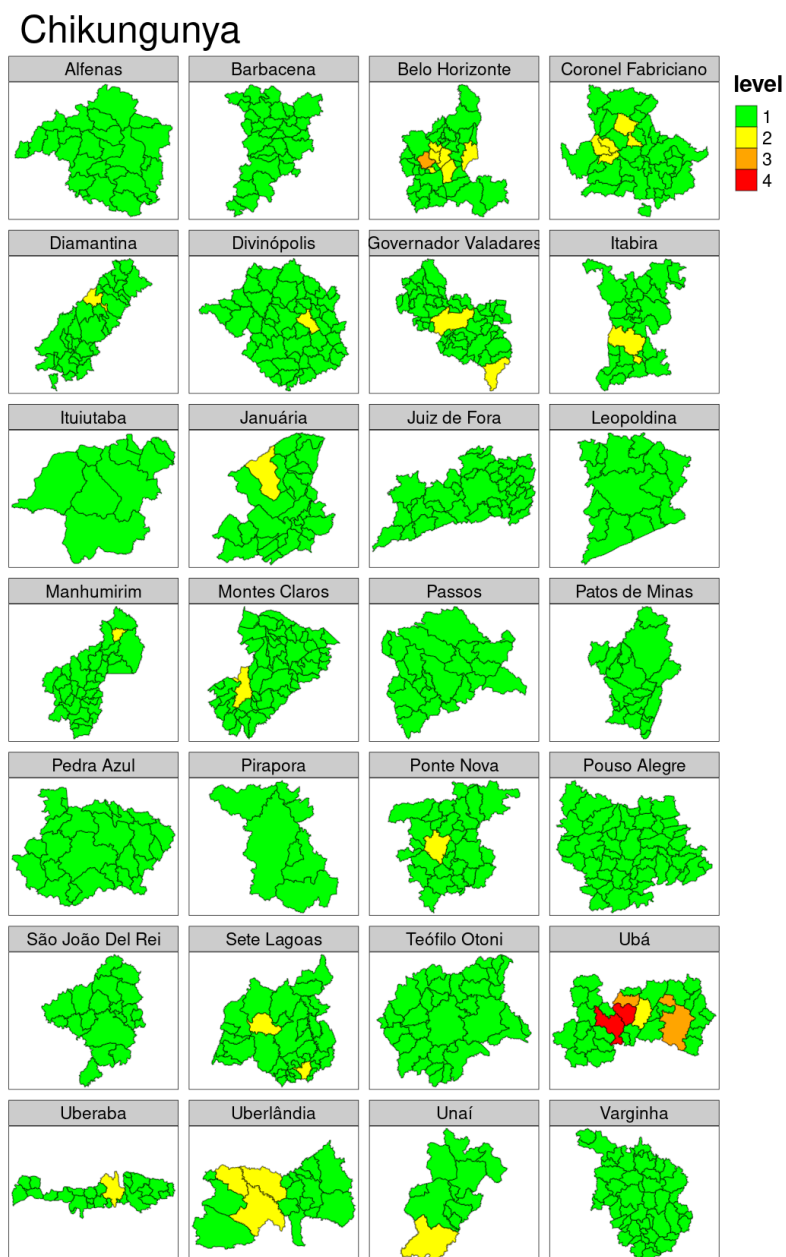 Chikungunya
Alfenas
Barbacena
Belo Horizonte
Coronel Fabriciano
level
1
2
3
4
Diamantina
Divinópolis
Governador Valadares
Itabira
Ituiutaba
Januária
Juiz de Fora
Leopoldina
Manhumirim
Montes Claros
Passos
Patos de Minas
Pedra Azul
Pirapora
Ponte Nova
Pouso Alegre
São João Del Rei
Sete Lagoas
Teófilo Otoni
Ubá
Uberaba
Uberlândia
Unaí
Varginha